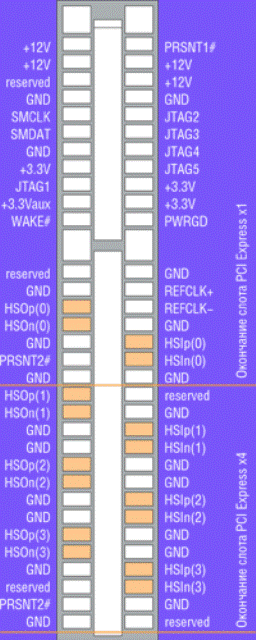 +12V PRSNT1#
+12V +12V
reserved +12V
GND GND
SMCLK JTAG2
SMDAT JTAG3
GND JTAG4
+3.3V JTAG5
JTAG1 +3.3V
+3.3Vaux +3.3V
WAKE# PWRGD
reserved GND
GND REFCLK+
HSOp(0) REFCLK−
HSOn(0) GND
GND HSIp(0)
PRSNT2# HSIn(0)
GND GND
HSOp(1) reserved
HSOn(1) GND
GND HSIp(1)
GND HSIn(1)
HSOp(2) GND
HSOn(2) GND
GND HSIp(2)
GND HSIn(2)
HSOp(3) GND
HSOn(3) GND
GND HSIp(3)
reserved HSIn(3)
PRSNT2# GND
GND reserved
Окончание слота PCI Express x1
Окончание слота PCI Express x4